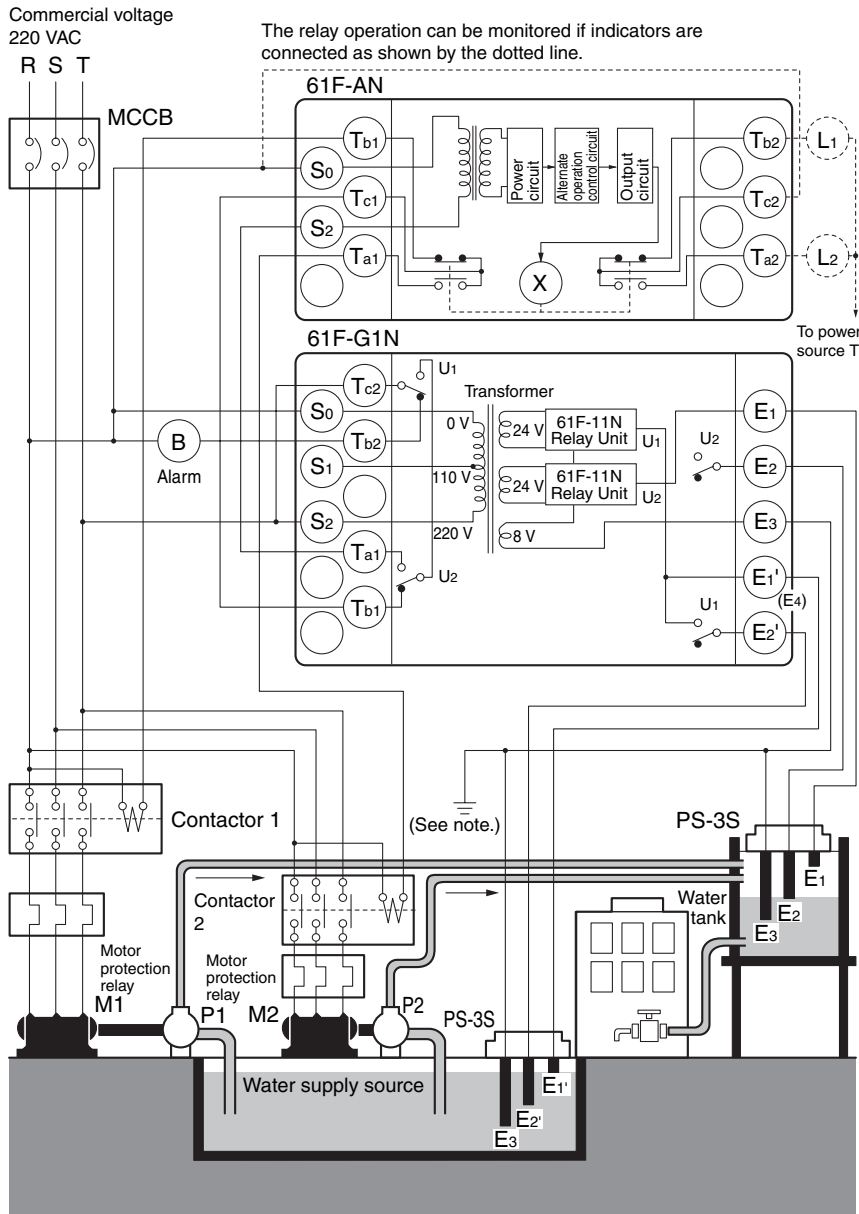 Commercial voltage
220 VAC
R S T
The relay operation can be monitored if indicators are
connected as shown by the dotted line.
MCCB
61F-AN
Tb1
S0
Tc1
S2
Ta1
Power
circuit
Alternate
operation
control circuit
Output
circuit
X
Tb2
Tc2
Ta2
L1
L2
To power
source T
61F-G1N
Tc2
S0
Tb2
S1
S2
Ta1
Tb1
B
Alarm
U1
U2
Transformer
0 V
110 V
220 V
24 V
24 V
8 V
61F-11N
Relay Unit
U1
61F-11N
Relay Unit
U2
U2
U1
E1
E2
E3
E1'
(E4)
E2'
Contactor 1
(See note.)
PS-3S
Contactor
2
Water
tank
E1
E2
E3
Motor
protection
relay
M1
Motor
protection
relay
P1
M2
P2
PS-3S
Water supply source
E1'
E2'
E3